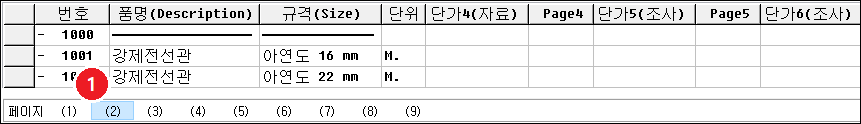 번호 품명(Description) 규격(Size) 단위 단가4(자료) Page4 단가5(조사) Page5 단가6(조사)
- 1000
- 1001 강제전선관 아연도 16 mm M.
- 강제전선관 아연도 22 mm M.
1
페이지 (1) (2) (3) (4) (5) (6) (7) (8) (9)